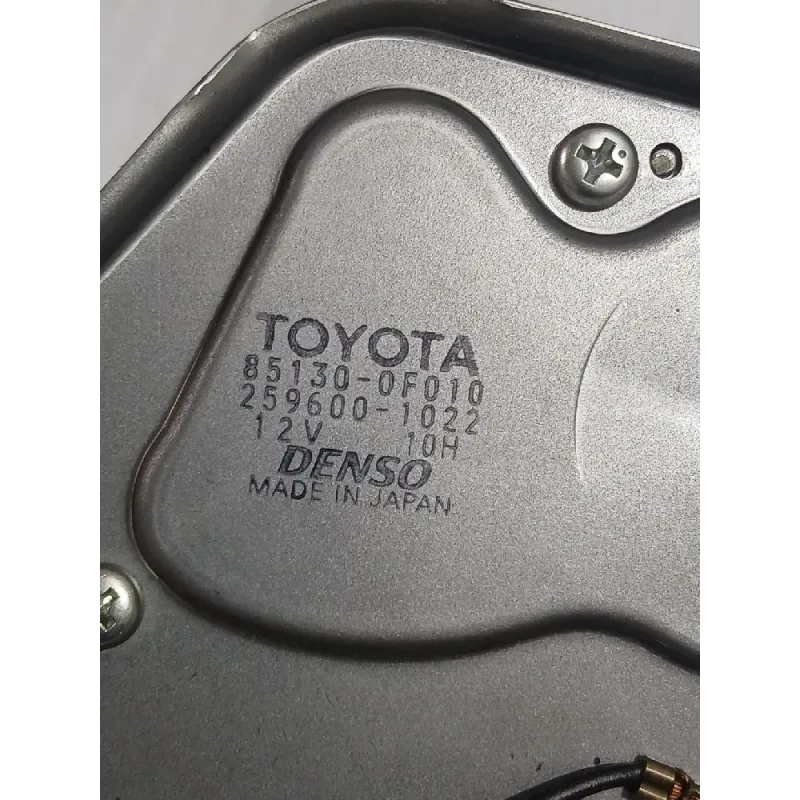 TOYOTA
85130-0F010
259600-1022
12V 10H
DENSO
MADE IN JAPAN